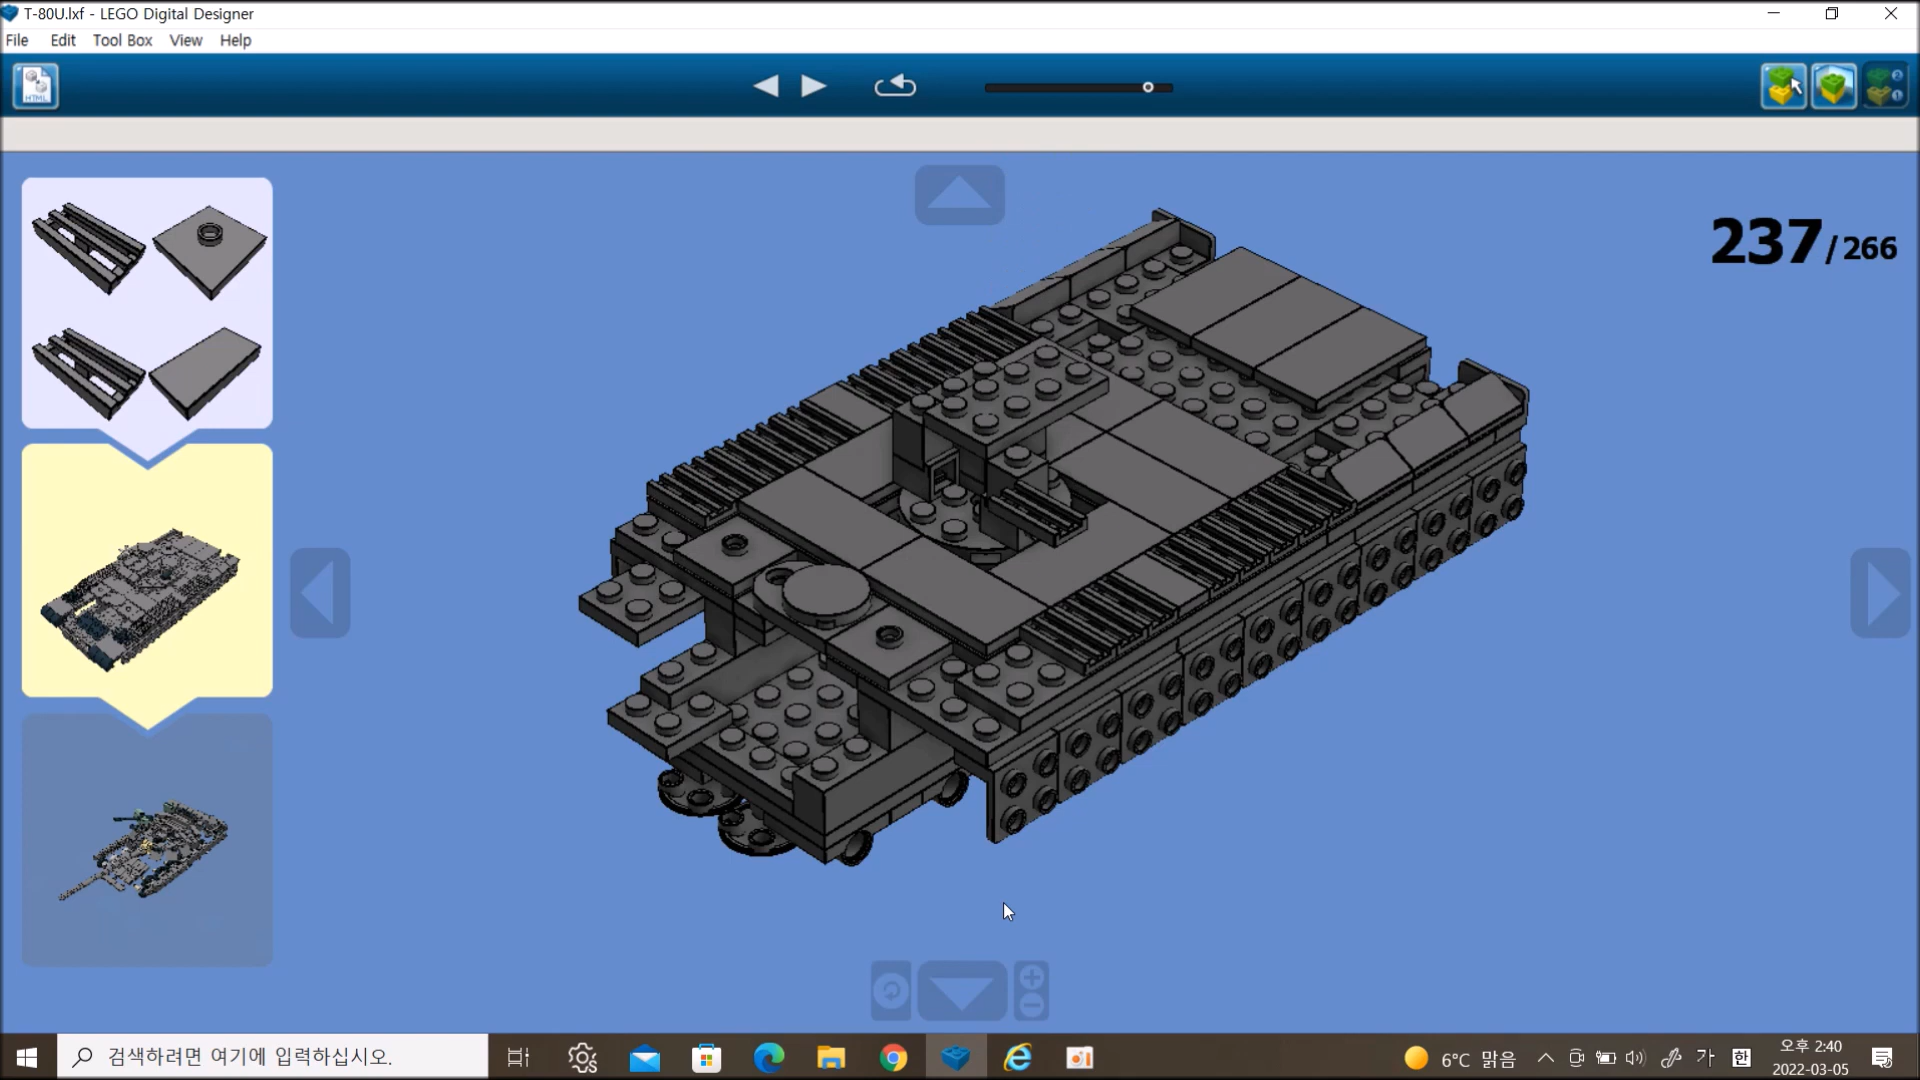 T-80U.lxf - LEGO Digital Designer
File Edit Tool Box View Help
HTML
237/266
검색하려면 여기에 입력하십시오.
6°C 맑음
가
한
오후 2:40
2022-03-05